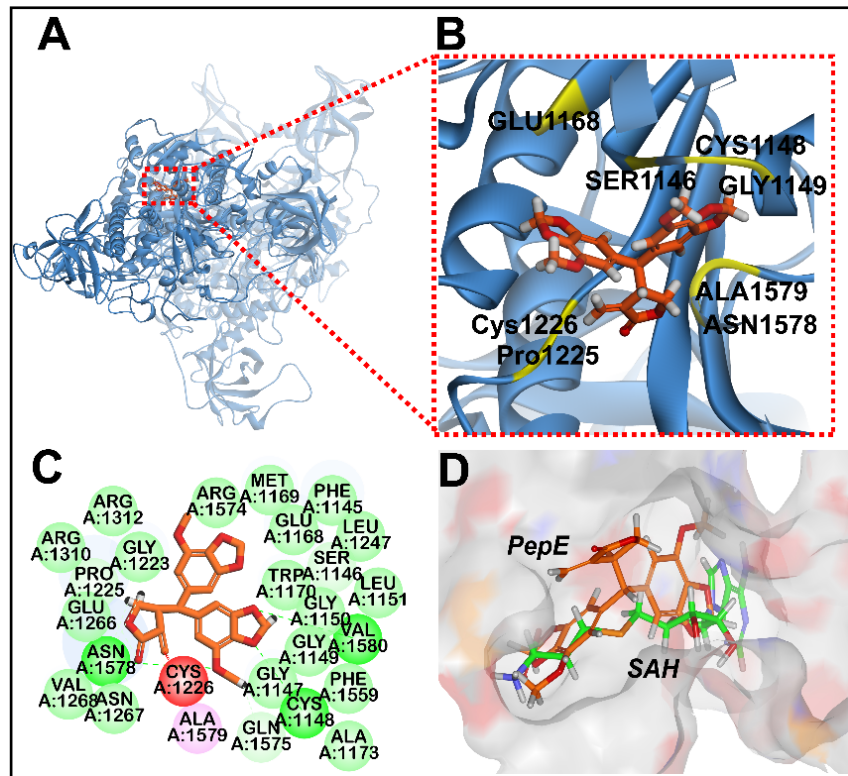 A
B
GLU1168
CYS1148
SER1146
GLY1149
ALA1579
Cys1226
ASN1578
Pro1225
C
MET
A:1169
ARG
A:1574
PHE
A:1145
ARG
A:1312
GLU
A:1168
LEU
A:1247
ARG
A:1310
GLY
A:1223
SER
A:1146
PRO
A:1225
TRP
A:1170
LEU
A:1151
GLU
A:1266
GLY
A:1150
VAL
A:1580
ASN
A:1578
GLY
A:1149
CYS
A:1226
GLY
A:1147
PHE
A:1559
VAL
A:1268
ASN
A:1267
CYS
A:1148
ALA
A:1579
GLN
A:1575
ALA
A:1173
D
PepE
SAH